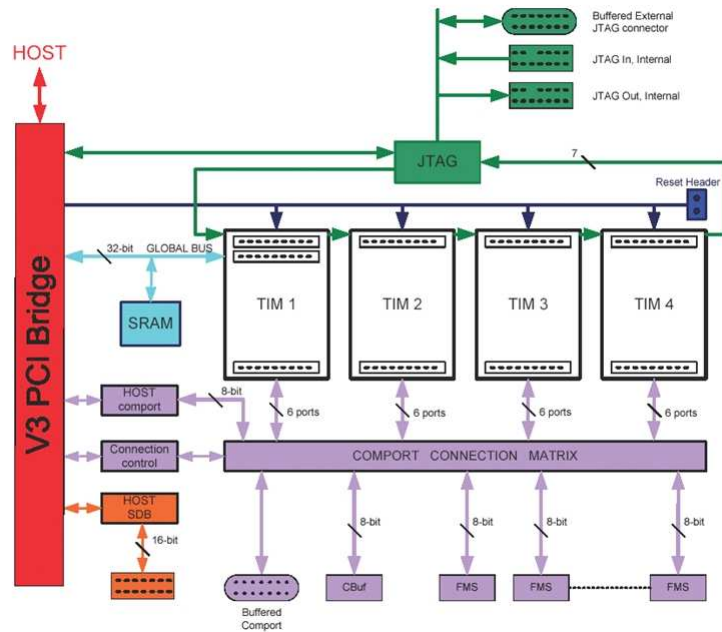 Buffered External
JTAG connector
HOST
JTAG In, Internal
JTAG Out, Internal
JTAG
7
Reset Header
32-bit
GLOBAL BUS
TIM 1
TIM 2
TIM 3
TIM 4
SRAM
V3 PCI Bridge
HOST
comport
8-bit
6 ports
6 ports
6 ports
6 ports
Connection
control
COMPORT CONNECTION MATRIX
HOST
SDB
16-bit
8-bit
8-bit
8-bit
8-bit
CBuf
FMS
FMS
FMS
Buffered
Comport